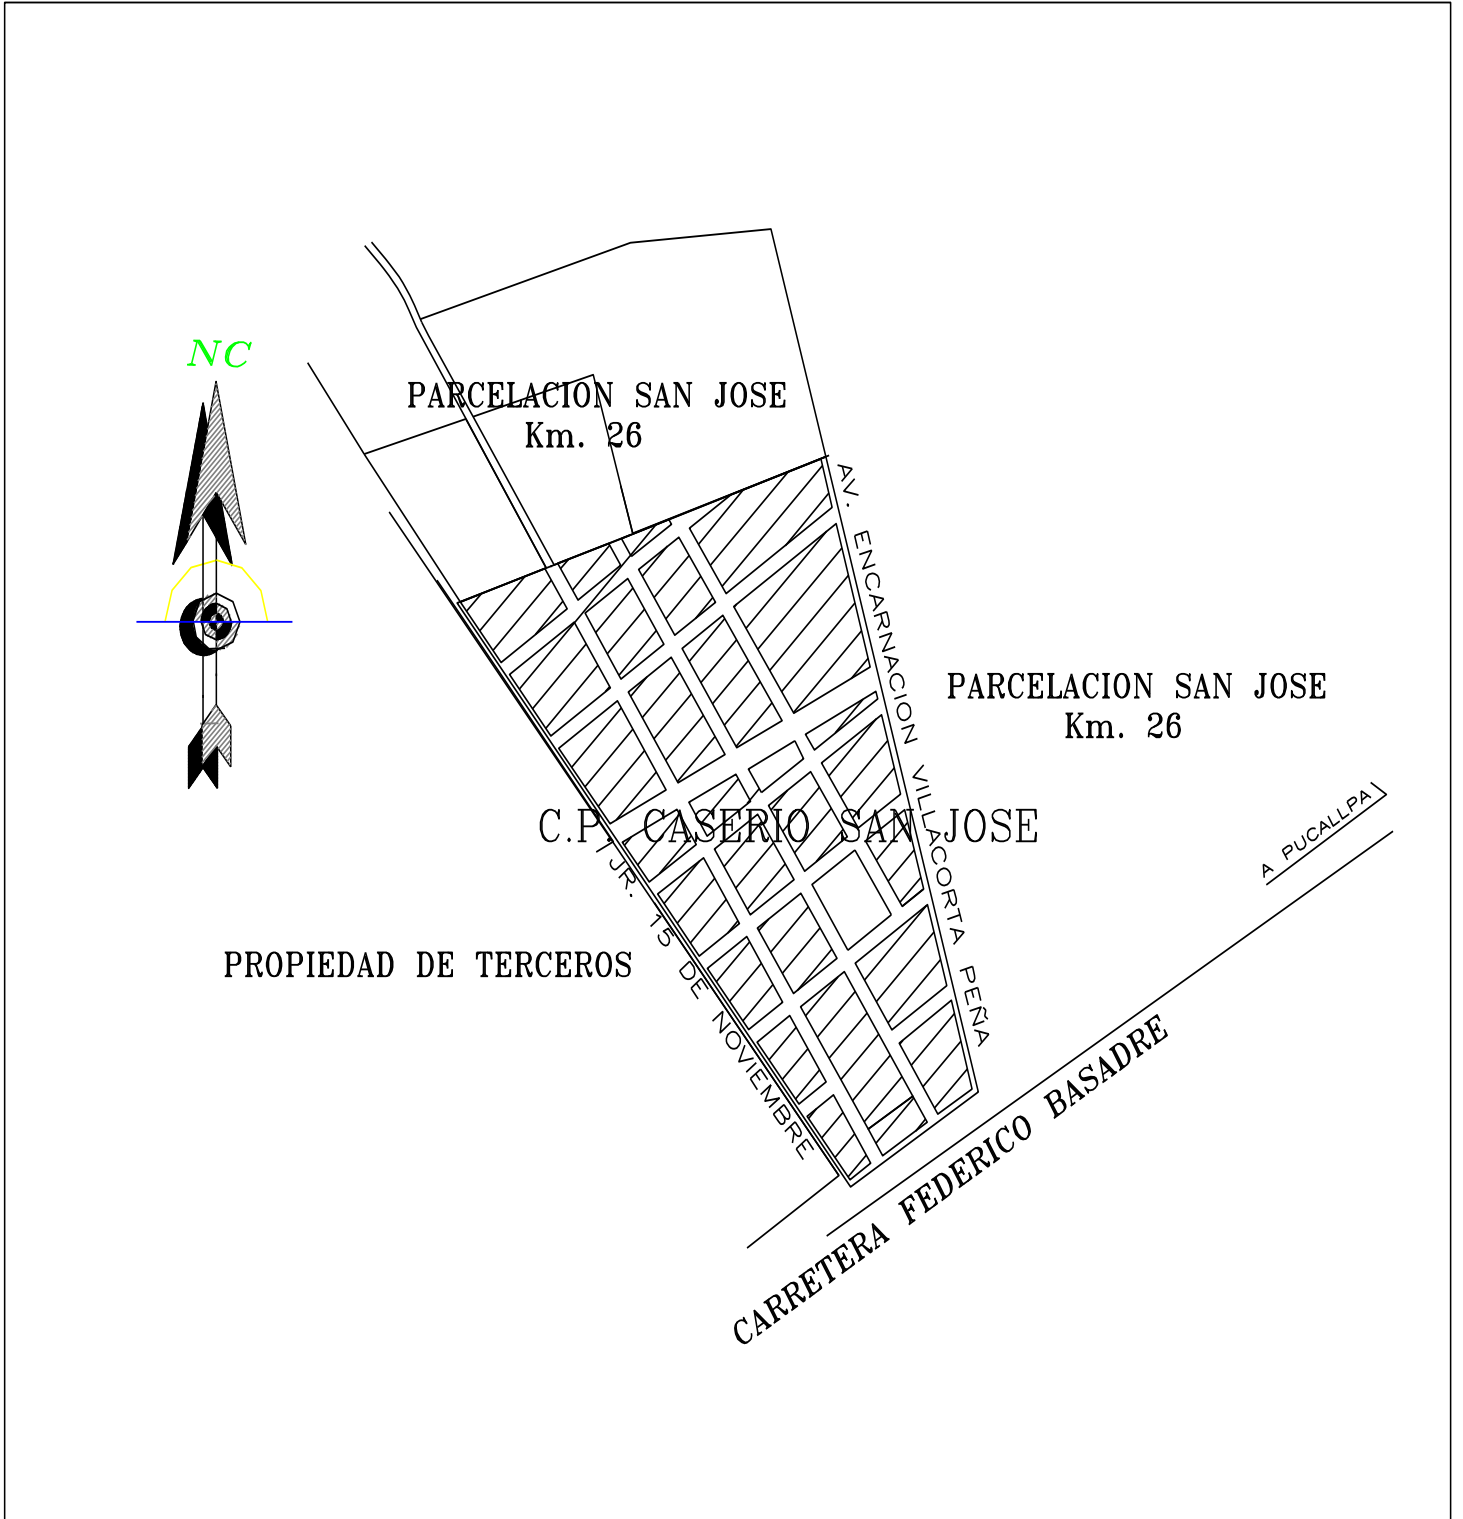 NC
PARCELACION SAN JOSE
Km. 26
AV. ENCARNACION VILLACORTA PEÑA
PARCELACION SAN JOSE
Km. 26
C.P. CASERIO SAN JOSE
A PUCALLPA
JR. 15 DE NOVIEMBRE
PROPIEDAD DE TERCEROS
CARRETERA FEDERICO BASADRE